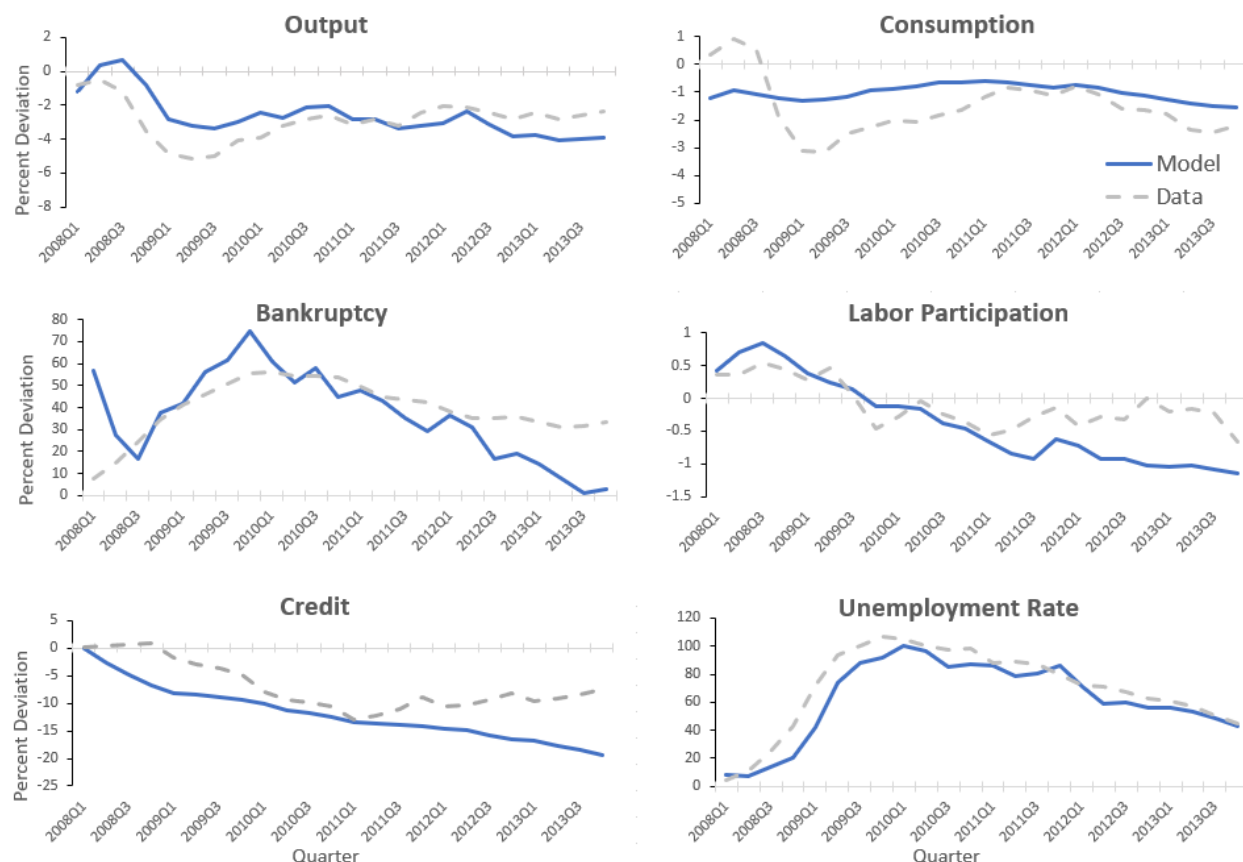 Output
Percent Deviation
2
0
-2
-4
-6
-8
2008Q1
2008Q3
2009Q1
2009Q3
2010Q1
2010Q3
2011Q1
2011Q3
2012Q1
2012Q3
2013Q1
2013Q3
Consumption
1
0
-1
-2
-3
-4
-5
Model
Data
2008Q1
2008Q3
2009Q1
2009Q3
2010Q1
2010Q3
2011Q1
2011Q3
2012Q1
2012Q3
2013Q1
2013Q3
Bankruptcy
Percent Deviation
80
70
60
50
40
30
20
10
0
2008Q1
2008Q3
2009Q1
2009Q3
2010Q1
2010Q3
2011Q1
2011Q3
2012Q1
2012Q3
2013Q1
2013Q3
Labor Participation
1
0.5
0
-0.5
-1
-1.5
2008Q1
2008Q3
2009Q1
2009Q3
2010Q1
2010Q3
2011Q1
2011Q3
2012Q1
2012Q3
2013Q1
2013Q3
Credit
Percent Deviation
5
0
-5
-10
-15
-20
-25
2008Q1
2008Q3
2009Q1
2009Q3
2010Q1
2010Q3
2011Q1
2011Q3
2012Q1
2012Q3
2013Q1
2013Q3
Quarter
Unemployment Rate
120
100
80
60
40
20
0
2008Q1
2008Q3
2009Q1
2009Q3
2010Q1
2010Q3
2011Q1
2011Q3
2012Q1
2012Q3
2013Q1
2013Q3
Quarter